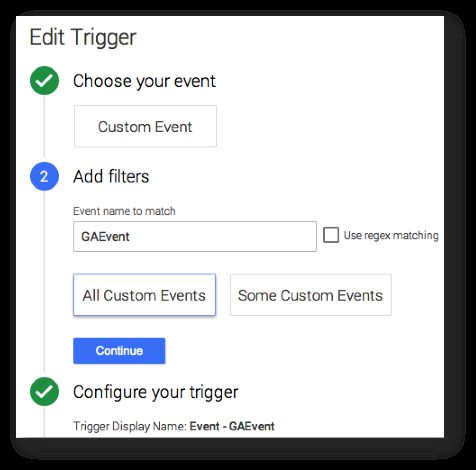 Edit Trigger
Choose your event
Custom Event
2 Add filters
Event name to match
GAEvent
Use regex matching
All Custom Events
Some Custom Events
Continue
Configure your trigger
Trigger Display Name: Event - GAEvent